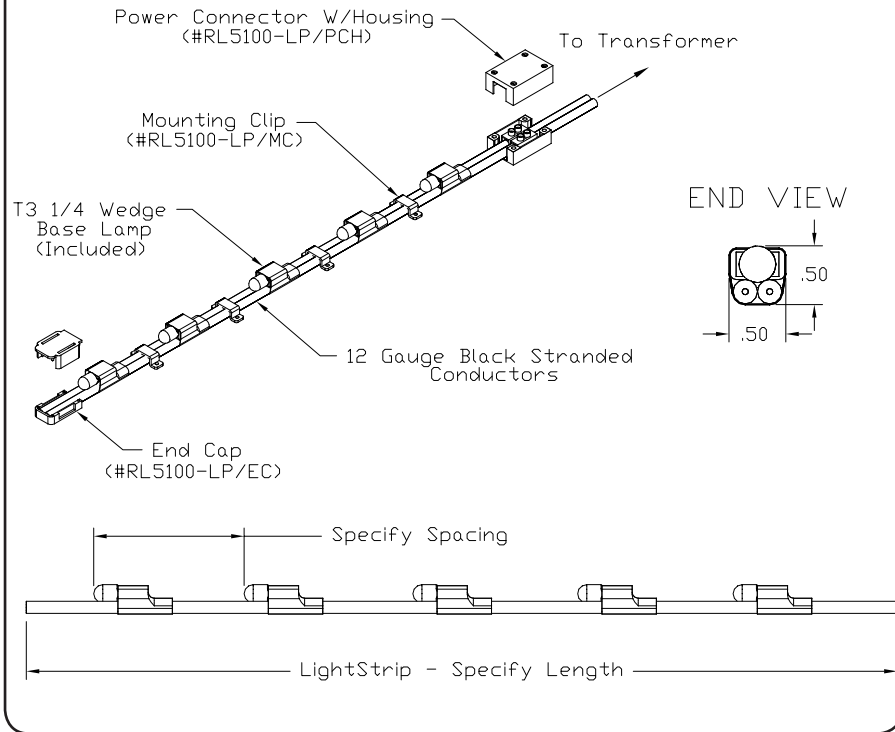 Power Connector W/Housing
(#RL5100-LP/PCH)
To Transformer
Mounting Clip
(#RL5100-LP/MC)
T3 1/4 Wedge
Base Lamp
(Included)
END VIEW
.50
.50
12 Gauge Black Stranded
Conductors
End Cap
(#RL5100-LP/EC)
Specify Spacing
LightStrip - Specify Length